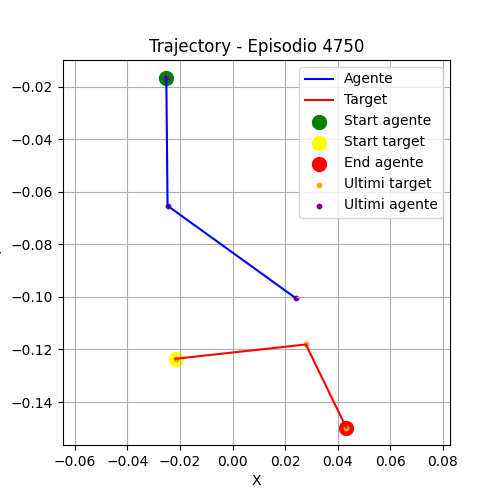 Trajectory - Episodio 4750
Agente
Target
Start agente
Start target
End agente
Ultimi target
Ultimi agente
−0.02
−0.04
−0.06
−0.08
−0.10
−0.12
−0.14
−0.06 −0.04 −0.02 0.00 0.02 0.04 0.06 0.08
X